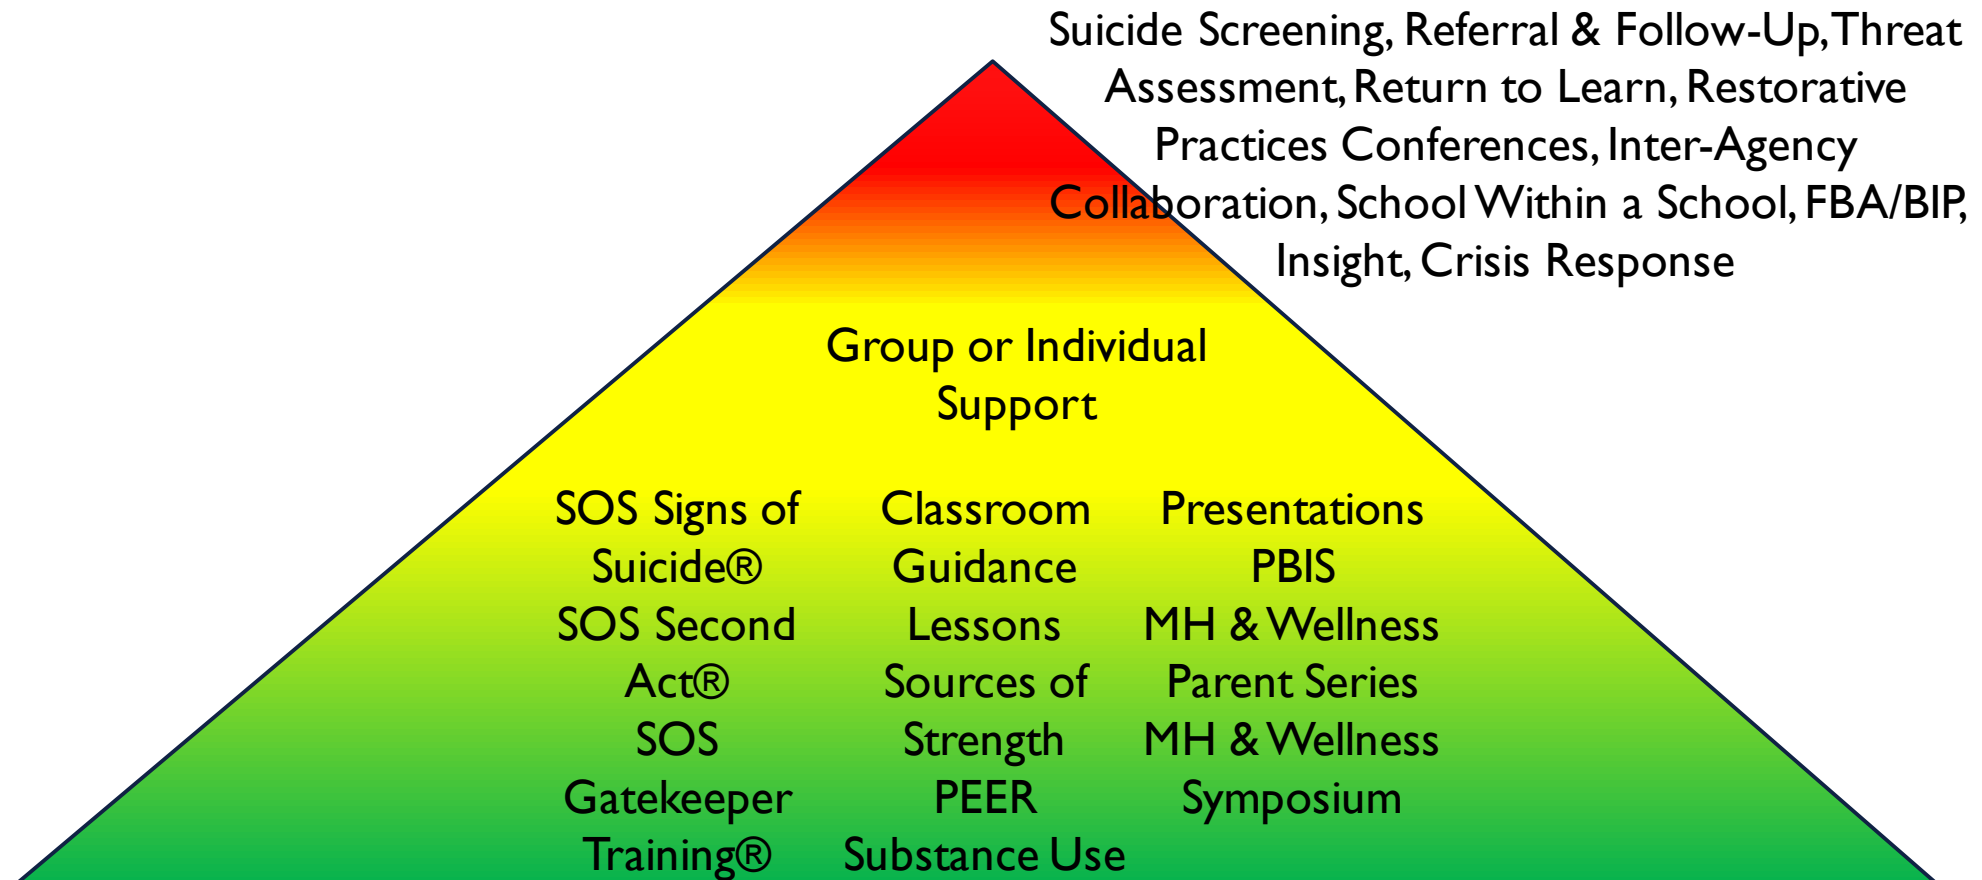 Suicide Screening, Referral & Follow-Up, Threat
Assessment, Return to Learn, Restorative
Practices Conferences, Inter-Agency
Collaboration, School Within a School, FBA/BIP,
Insight, Crisis Response
Group or Individual
Support
SOS Signs of
Suicide®
SOS Second
Act®
SOS
Gatekeeper
Training®
Classroom
Guidance
Lessons
Sources of
Strength
PEER
Substance Use
Presentations
PBIS
MH & Wellness
Parent Series
MH & Wellness
Symposium